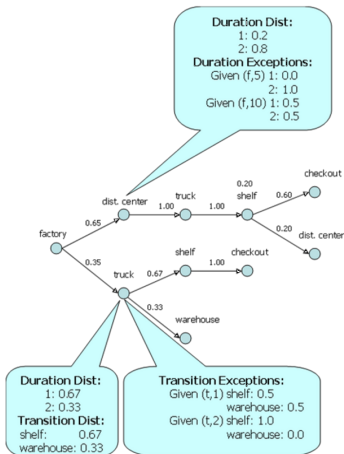 Duration Dist:
1: 0.2
2: 0.8
Duration Exceptions:
Given (f,5) 1: 0.0
2: 1.0
Given (f,10) 1: 0.5
2: 0.5
checkout
dist. center
truck
0.20
shelf
0.60
1.00
1.00
0.65
0.20
dist. center
factory
shelf
checkout
0.35
truck
0.67
1.00
0.33
warehouse
Duration Dist:
1: 0.67
2: 0.33
Transition Dist:
shelf: 0.67
warehouse: 0.33
Transition Exceptions:
Given (t,1) shelf: 0.5
warehouse: 0.5
Given (t,2) shelf: 1.0
warehouse: 0.0